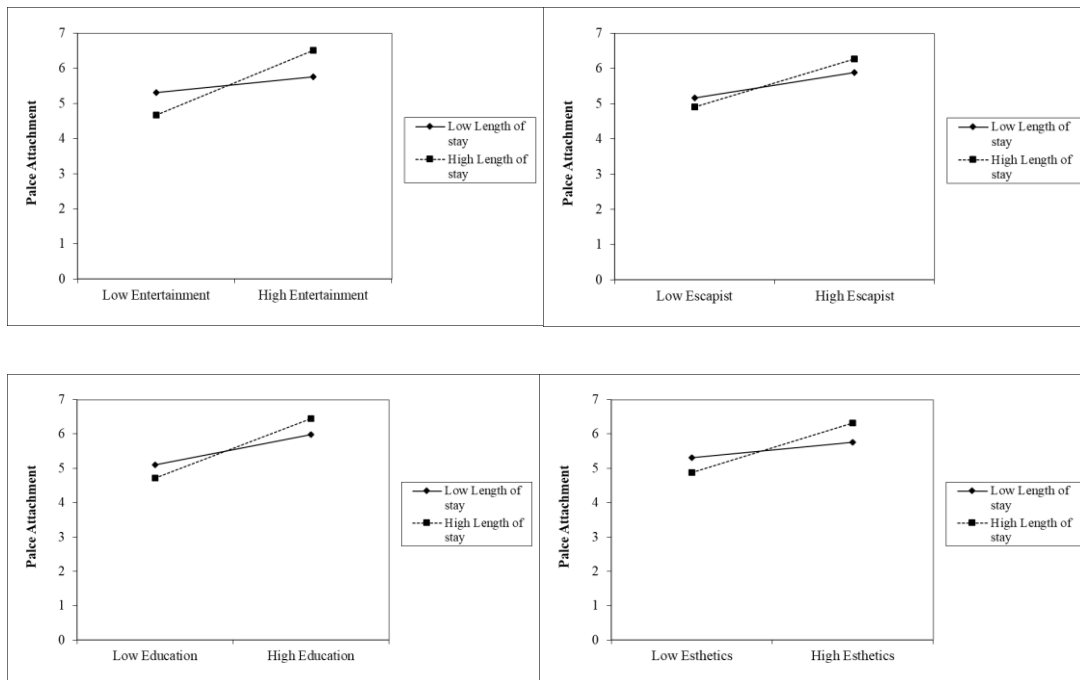 7
6
5
4
3
2
1
0
Palce Attachment
Low Entertainment
High Entertainment
Low Length of
stay
High Length of
stay
7
6
5
4
3
2
1
0
Palce Attachment
Low Escapist
High Escapist
Low Length of
stay
High Length of
stay
7
6
5
4
3
2
1
0
Palce Attachment
Low Education
High Education
Low Length of
stay
High Length of
stay
7
6
5
4
3
2
1
0
Palce Attachment
Low Esthetics
High Esthetics
Low Length of
stay
High Length of
stay